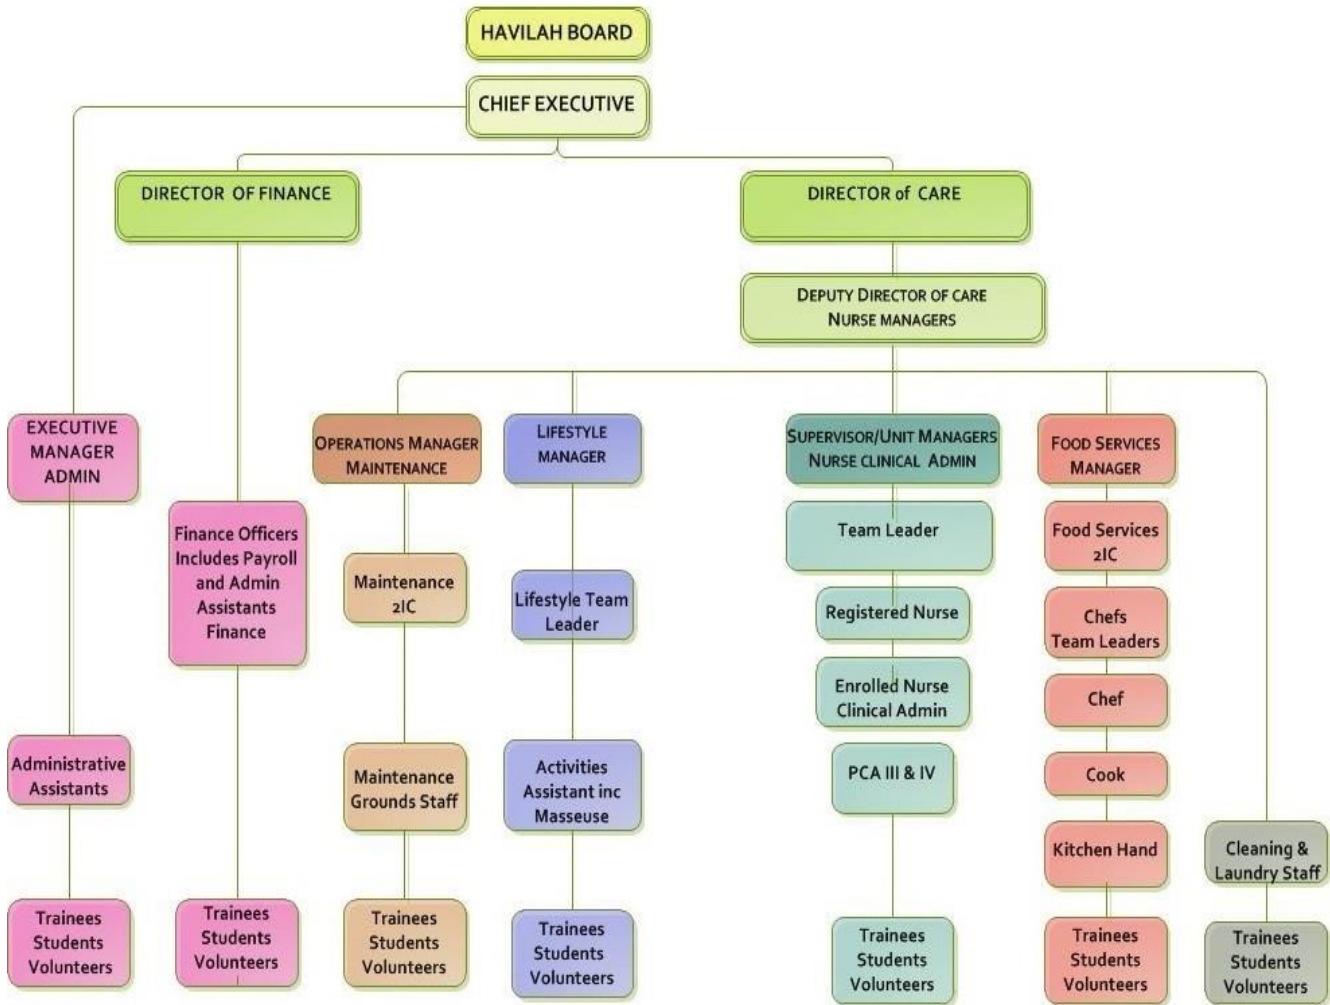 HAVILAH BOARD
CHIEF EXECUTIVE
DIRECTOR OF FINANCE
DIRECTOR of CARE
DEPUTY DIRECTOR OF CARE
NURSE MANAGERS
EXECUTIVE
MANAGER
ADMIN
OPERATIONS MANAGER
MAINTENANCE
LIFESTYLE
MANAGER
SUPERVISOR/UNIT MANAGERS
NURSE CLINICAL ADMIN
FOOD SERVICES
MANAGER
Finance Officers
Includes Payroll
and Admin
Assistants
Finance
Maintenance
2IC
Lifestyle Team
Leader
Team Leader
Registered Nurse
Enrolled Nurse
Clinical Admin
Food Services
2IC
Chefs
Team Leaders
Chef
Administrative
Assistants
Maintenance
Grounds Staff
Activities
Assistant inc
Masseuse
PCA III & IV
Cook
Kitchen Hand
Cleaning &
Laundry Staff
Trainees
Students
Volunteers
Trainees
Students
Volunteers
Trainees
Students
Volunteers
Trainees
Students
Volunteers
Trainees
Students
Volunteers
Trainees
Students
Volunteers
Trainees
Students
Volunteers